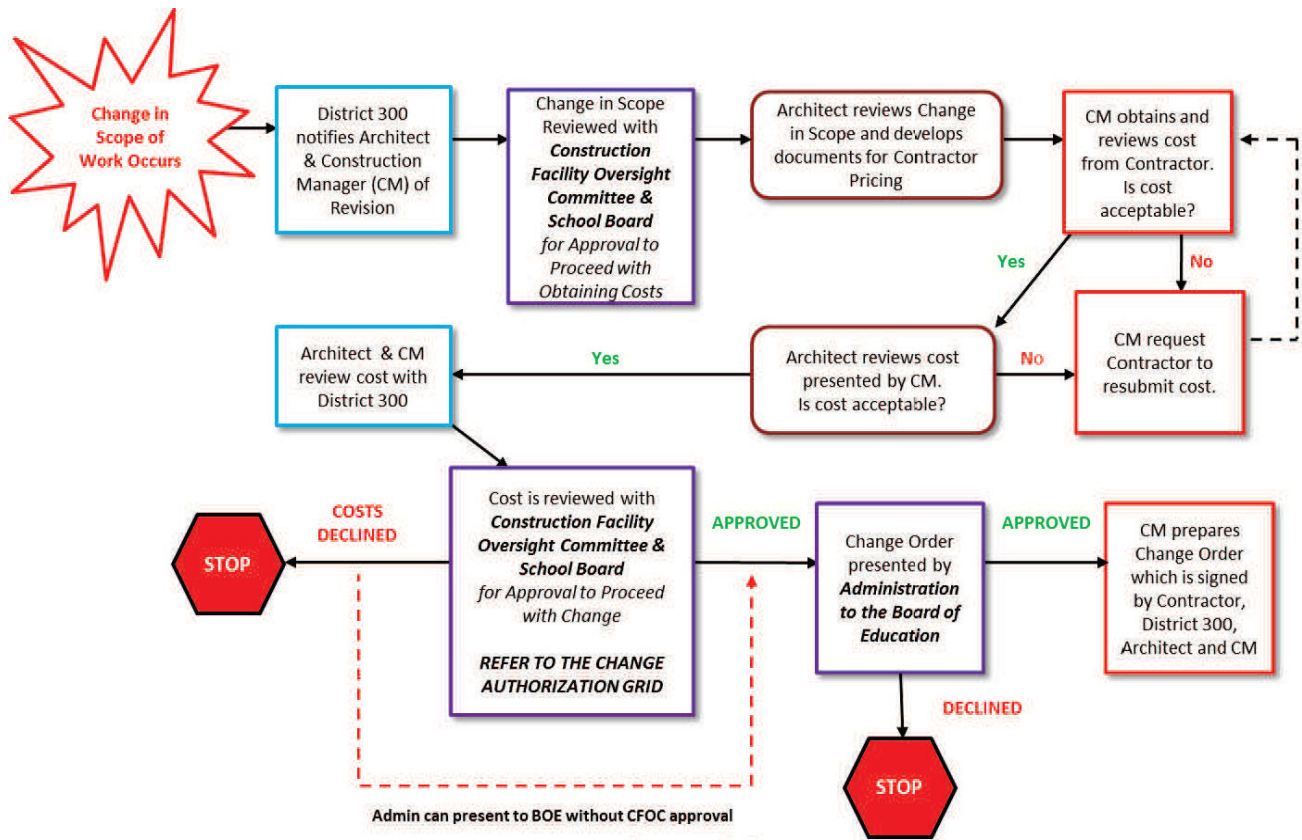 Change in
Scope of
Work Occurs
District 300
notifies Architect
& Construction
Manager (CM) of
Revision
Change in Scope
Reviewed with
Construction
Facility Oversight
Committee &
School Board
for Approval to
Proceed with
Obtaining Costs
Architect reviews Change
in Scope and develops
documents for Contractor
Pricing
CM obtains and
reviews cost
from Contractor.
Is cost
acceptable?
Yes
No
Architect & CM
review cost with
District 300
Yes
Architect reviews cost
presented by CM.
Is cost acceptable?
No
CM request
Contractor to
resubmit cost.
STOP
COSTS
DECLINED
Cost is reviewed with
Construction Facility
Oversight Committee &
School Board
for Approval to Proceed
with Change
REFER TO THE CHANGE
AUTHORIZATION GRID
APPROVED
Change Order
presented by
Administration
to the Board of
Education
APPROVED
CM prepares
Change Order
which is signed
by Contractor,
District 300,
Architect and CM
DECLINED
STOP
Admin can present to BOE without CFOC approval